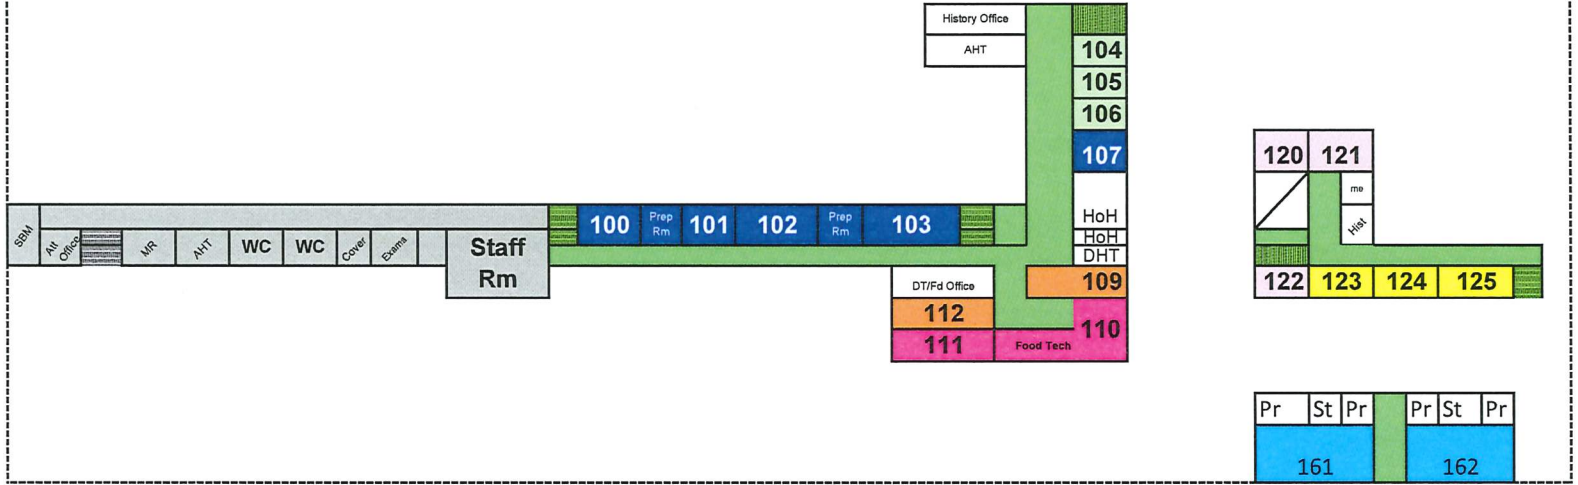 History Office
AHT
104
105
106
107
120 121
me
Hist
SBM
Att
Office
MR
AHT
WC
WC
Cover
Exams
Staff
Rm
100
Prep
Rm
101
102
Prep
Rm
103
HoH
HoH
DHT
109
DT/Fd Office
112
110
111
Food Tech
122 123 124 125
Pr St Pr Pr St Pr
161 162